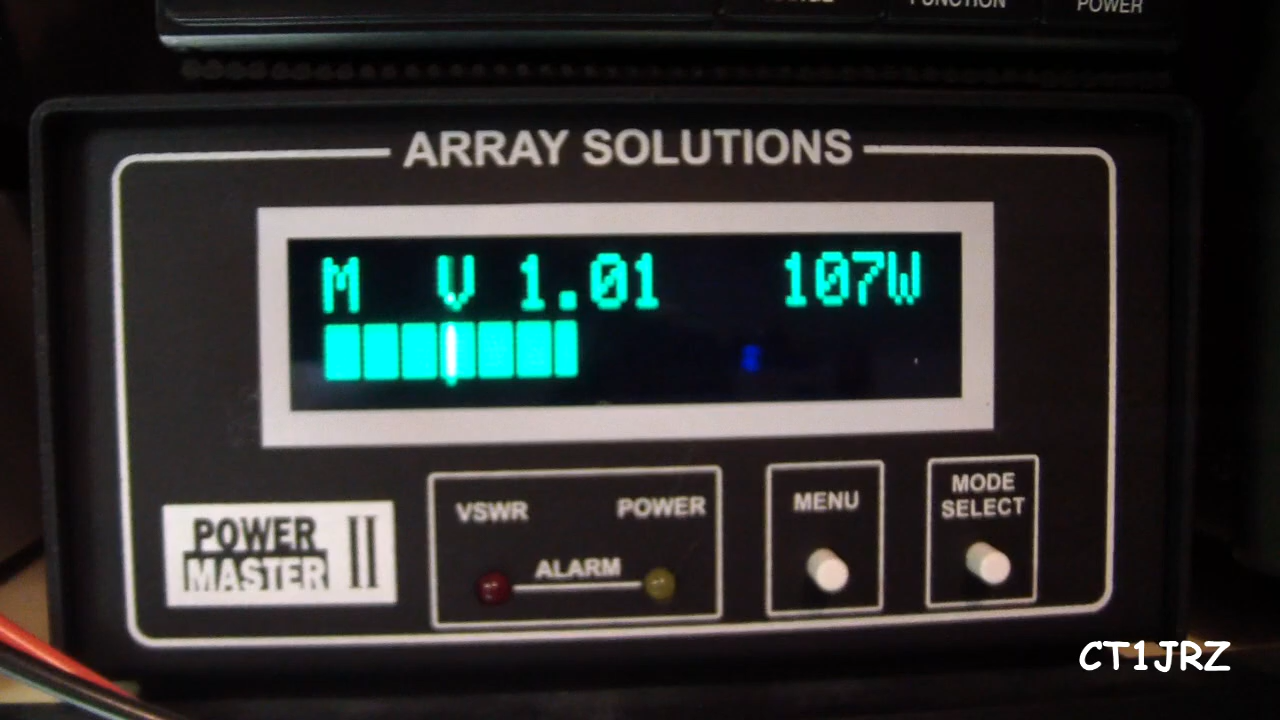 FUNCTION
POWER
ARRAY SOLUTIONS
M V 1.01 107W
VSWR POWER
ALARM
MENU
MODE
SELECT
POWER
MASTER II
CT1JRZ